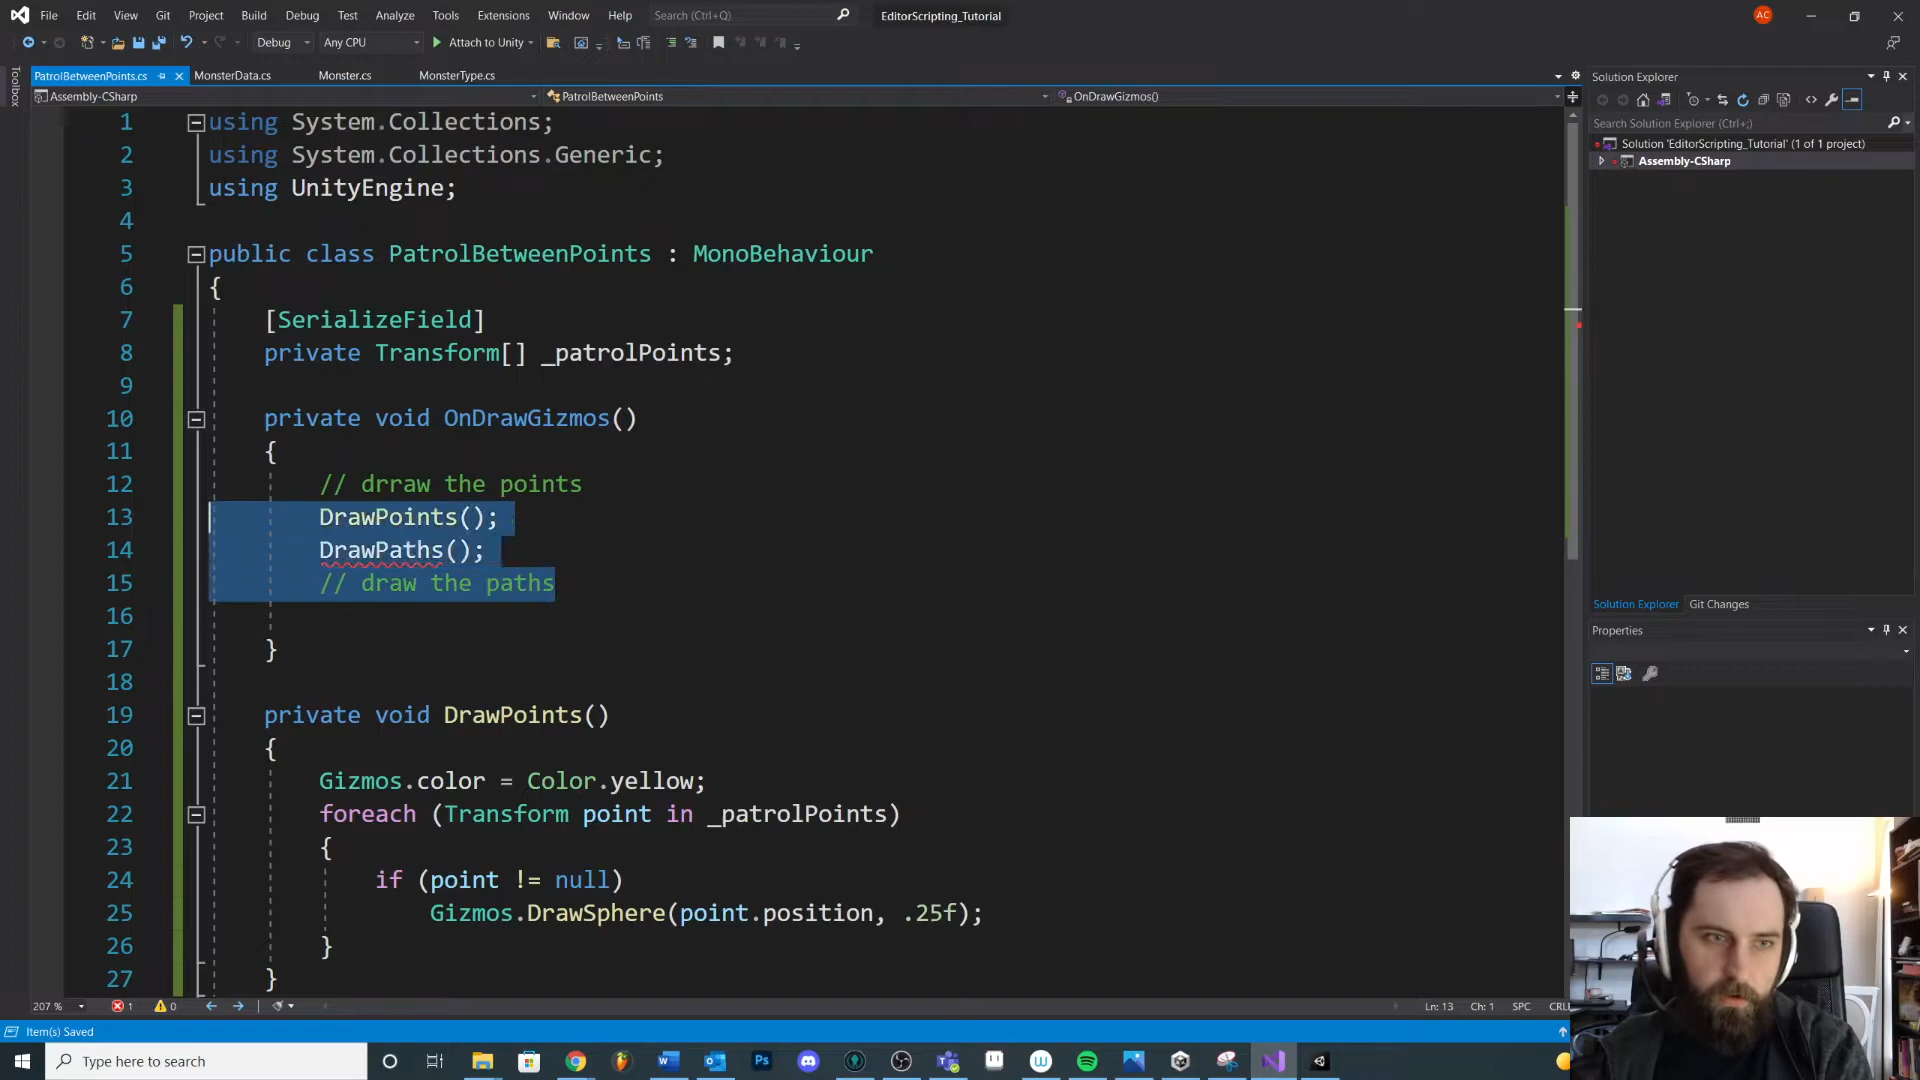 File Edit View Git Project Build Debug Test Analyze Tools Extensions Window Help Search (Ctrl+Q) EditorScripting_Tutorial AC
Debug Any CPU Attach to Unity
Toolbox
PatrolBetweenPoints.cs MonsterData.cs Monster.cs MonsterType.cs
Assembly-CSharp PatrolBetweenPoints OnDrawGizmos()
1 using System.Collections;
2 using System.Collections.Generic;
3 using UnityEngine;
4
5 public class PatrolBetweenPoints : MonoBehaviour
6 {
7 [SerializeField]
8 private Transform[] _patrolPoints;
9
10 private void OnDrawGizmos()
11 {
12 // drraw the points
13 DrawPoints();
14 DrawPaths();
15 // draw the paths
16
17 }
18
19 private void DrawPoints()
20 {
21 Gizmos.color = Color.yellow;
22 foreach (Transform point in _patrolPoints)
23 {
24 if (point != null)
25 Gizmos.DrawSphere(point.position, .25f);
26 }
27 }
207 % 1 0 Ln: 13 Ch: 1 SPC CRL
Solution Explorer
Search Solution Explorer (Ctrl+;)
Solution 'EditorScripting_Tutorial' (1 of 1 project)
Assembly-CSharp
Solution Explorer Git Changes
Properties
Item(s) Saved
Type here to search